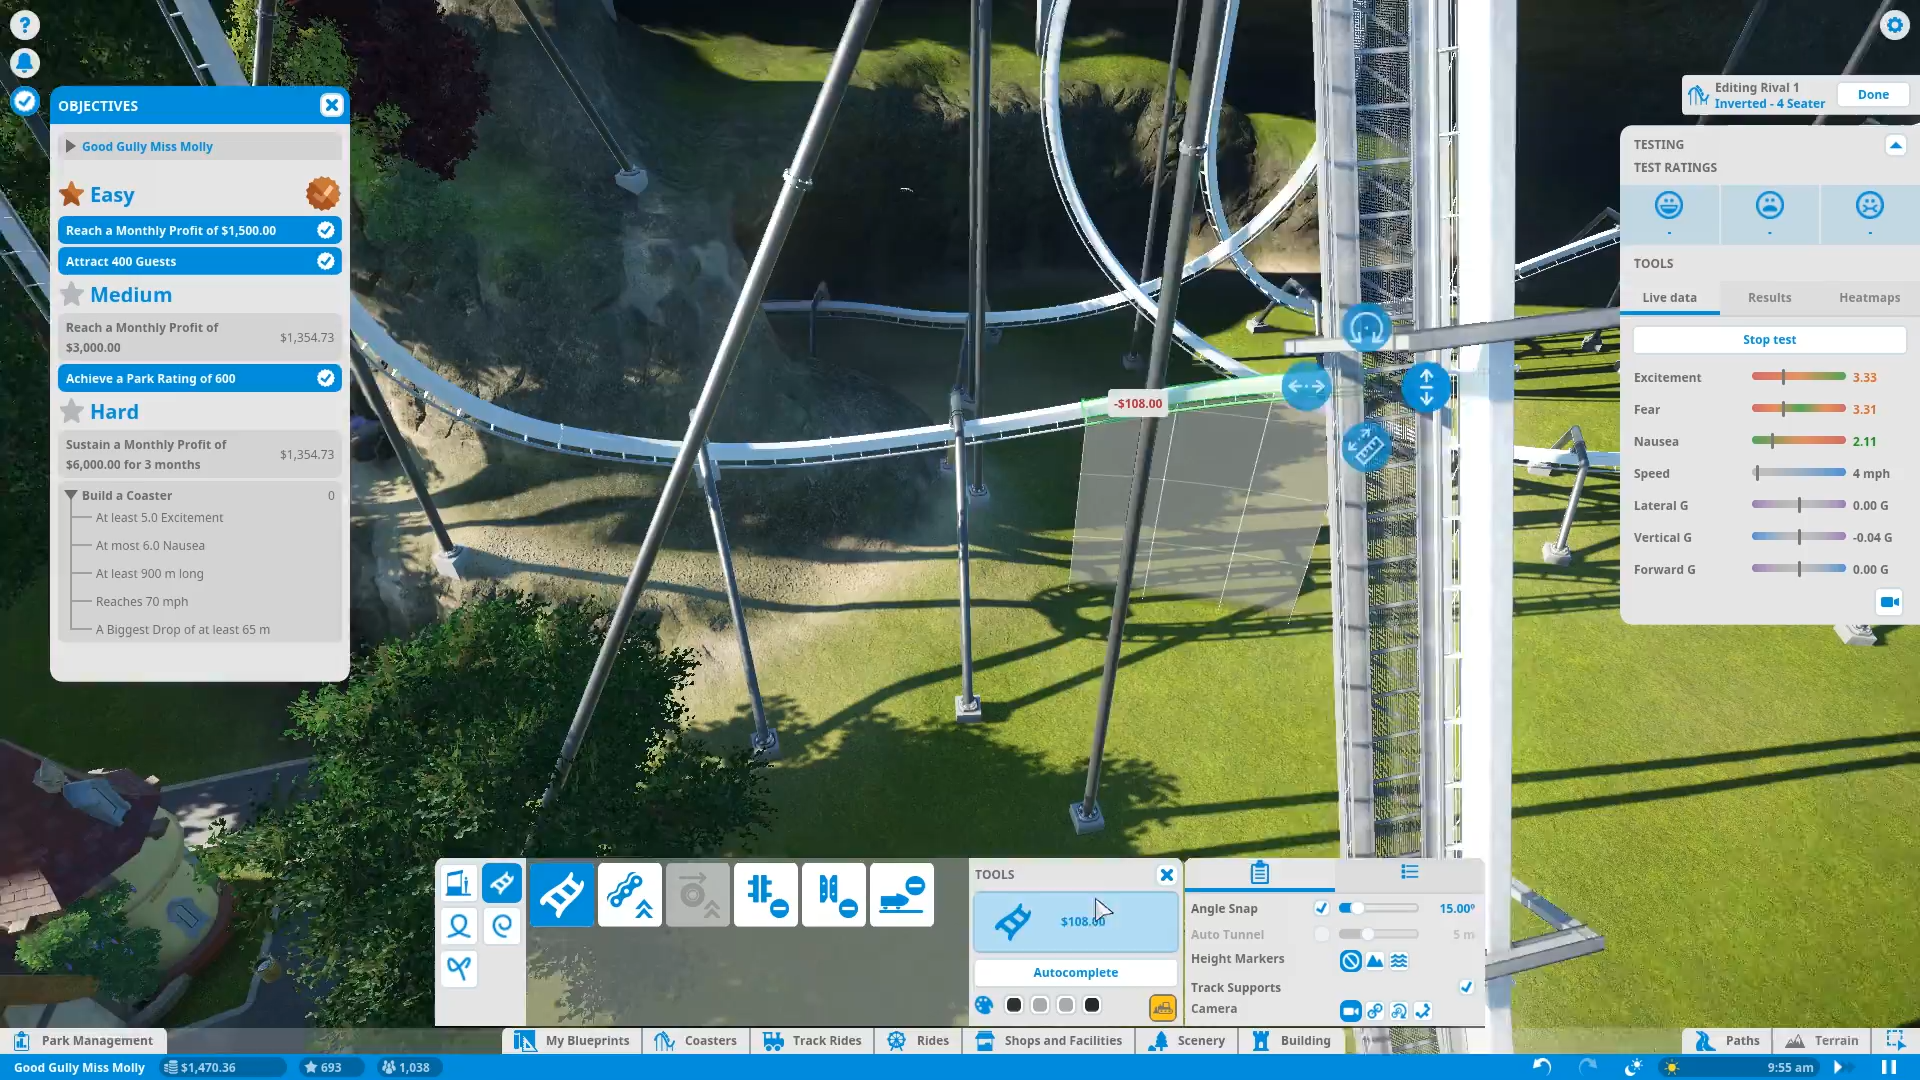 ?
OBJECTIVES
Good Gully Miss Molly
Easy
Reach a Monthly Profit of $1,500.00
Attract 400 Guests
Medium
Reach a Monthly Profit of $3,000.00
$1,354.73
Achieve a Park Rating of 600
Hard
Sustain a Monthly Profit of $6,000.00 for 3 months
$1,354.73
Build a Coaster 0
At least 5.0 Excitement
At most 6.0 Nausea
At least 900 m long
Reaches 70 mph
A Biggest Drop of at least 65 m
-$108.00
Editing Rival 1
Inverted - 4 Seater
Done
TESTING
TEST RATINGS
- - -
TOOLS
Live data Results Heatmaps
Stop test
Excitement 3.33
Fear 3.31
Nausea 2.11
Speed 4 mph
Lateral G 0.00 G
Vertical G -0.04 G
Forward G 0.00 G
TOOLS
$108.00
Autocomplete
Angle Snap 15.00°
Auto Tunnel 5 m
Height Markers
Track Supports
Camera
Park Management
My Blueprints
Coasters
Track Rides
Rides
Shops and Facilities
Scenery
Building
Paths
Terrain
Good Gully Miss Molly $1,470.36 693 1,038 9:55 am